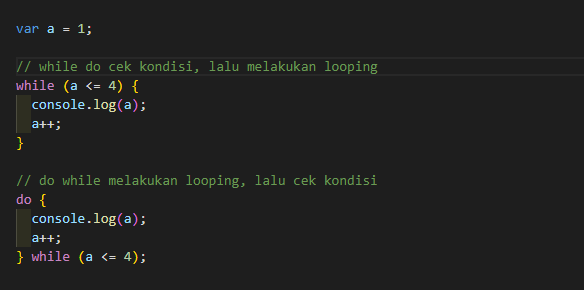 var a = 1;
// while do cek kondisi, lalu melakukan looping
while (a <= 4) {
console.log(a);
a++;
}
// do while melakukan looping, lalu cek kondisi
do {
console.log(a);
a++;
} while (a <= 4);